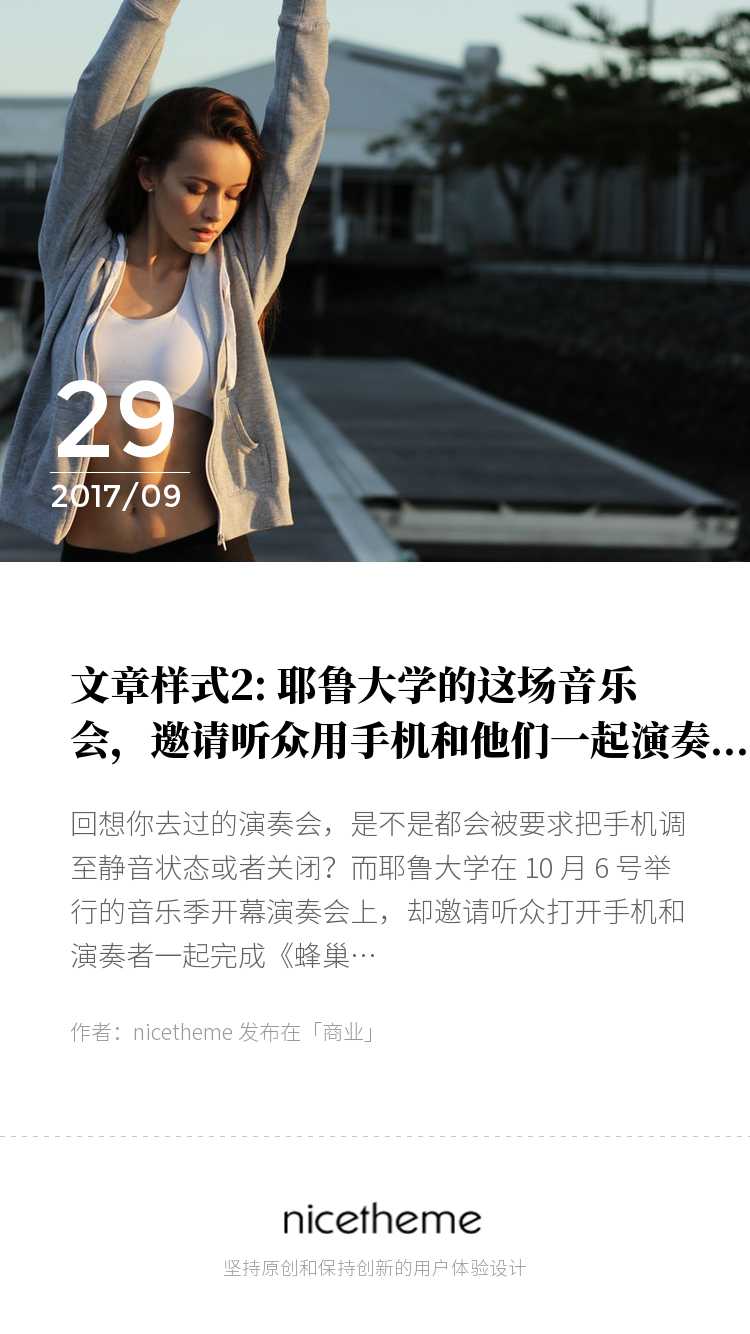 29
2017/09
文章样式2: 耶鲁大学的这场音乐
会，邀请听众用手机和他们一起演奏...
回想你去过的演奏会，是不是都会被要求把手机调
至静音状态或者关闭？而耶鲁大学在 10 月 6 号举
行的音乐季开幕演奏会上，却邀请听众打开手机和
演奏者一起完成《蜂巢…
作者：nicetheme 发布在「商业」
nicetheme
坚持原创和保持创新的用户体验设计